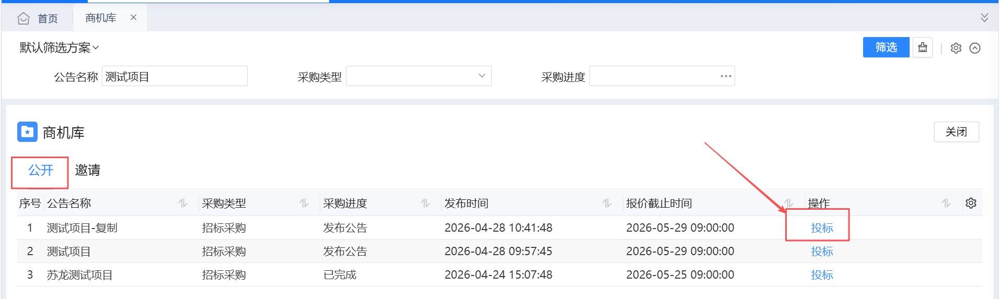 首页 商机库
默认筛选方案 筛选
公告名称 测试项目 采购类型 采购进度
商机库 关闭
公开 邀请
序号 公告名称 采购类型 采购进度 发布时间 报价截止时间 操作
1 测试项目-复制 招标采购 发布公告 2026-04-28 10:41:48 2026-05-29 09:00:00 投标
2 测试项目 招标采购 发布公告 2026-04-28 09:57:45 2026-05-29 09:00:00 投标
3 苏龙测试项目 招标采购 已完成 2026-04-24 15:07:48 2026-05-25 09:00:00 投标